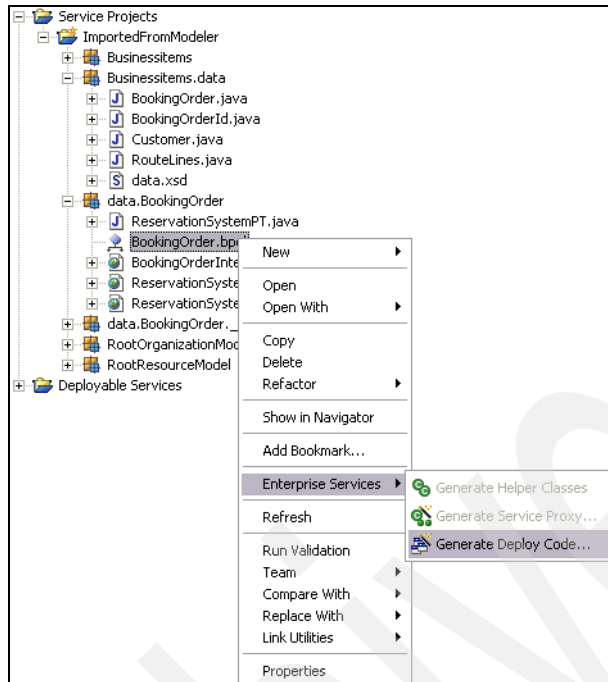 Service Projects
ImportedFromModeler
Businessitems
Businessitems.data
BookingOrder.java
BookingOrderId.java
Customer.java
RouteLines.java
data.xsd
data.BookingOrder
ReservationSystemPT.java
BookingOrder.bpel
BookingOrderInte
ReservationSyste
ReservationSyste
data.BookingOrder._
RootOrganizationMod
RootResourceModel
Deployable Services
New
Open
Open With
Copy
Delete
Refactor
Show in Navigator
Add Bookmark...
Enterprise Services
Refresh
Run Validation
Team
Compare With
Replace With
Link Utilities
Properties
Generate Helper Classes
Generate Service Proxy...
Generate Deploy Code...